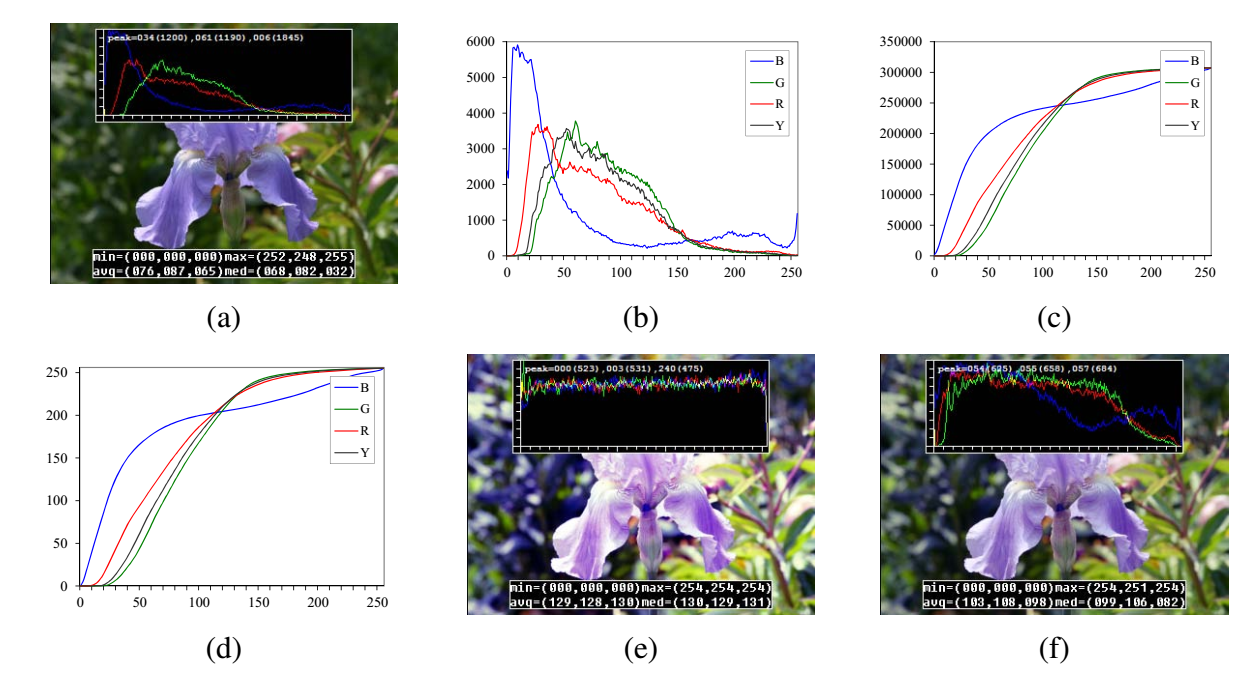 peak=034(1200) ,061(1190) ,006(1845)
min=(000,000,000)max=(252,248,255)
avg=(076,087,065)med=(068,082,032)
(a)
6000
5000
4000
3000
2000
1000
0
0 50 100 150 200 250
B
G
R
Y
(b)
350000
300000
250000
200000
150000
100000
50000
0
0 50 100 150 200 250
B
G
R
Y
(c)
250
200
150
100
50
0
0 50 100 150 200 250
B
G
R
Y
(d)
peak=000(523) ,003(531) ,240(475)
min=(000,000,000)max=(254,254,254)
avg=(129,128,130)med=(130,129,131)
(e)
peak=054(625) ,055(658) ,057(684)
min=(000,000,000)max=(254,251,254)
avg=(103,108,098)med=(099,106,082)
(f)